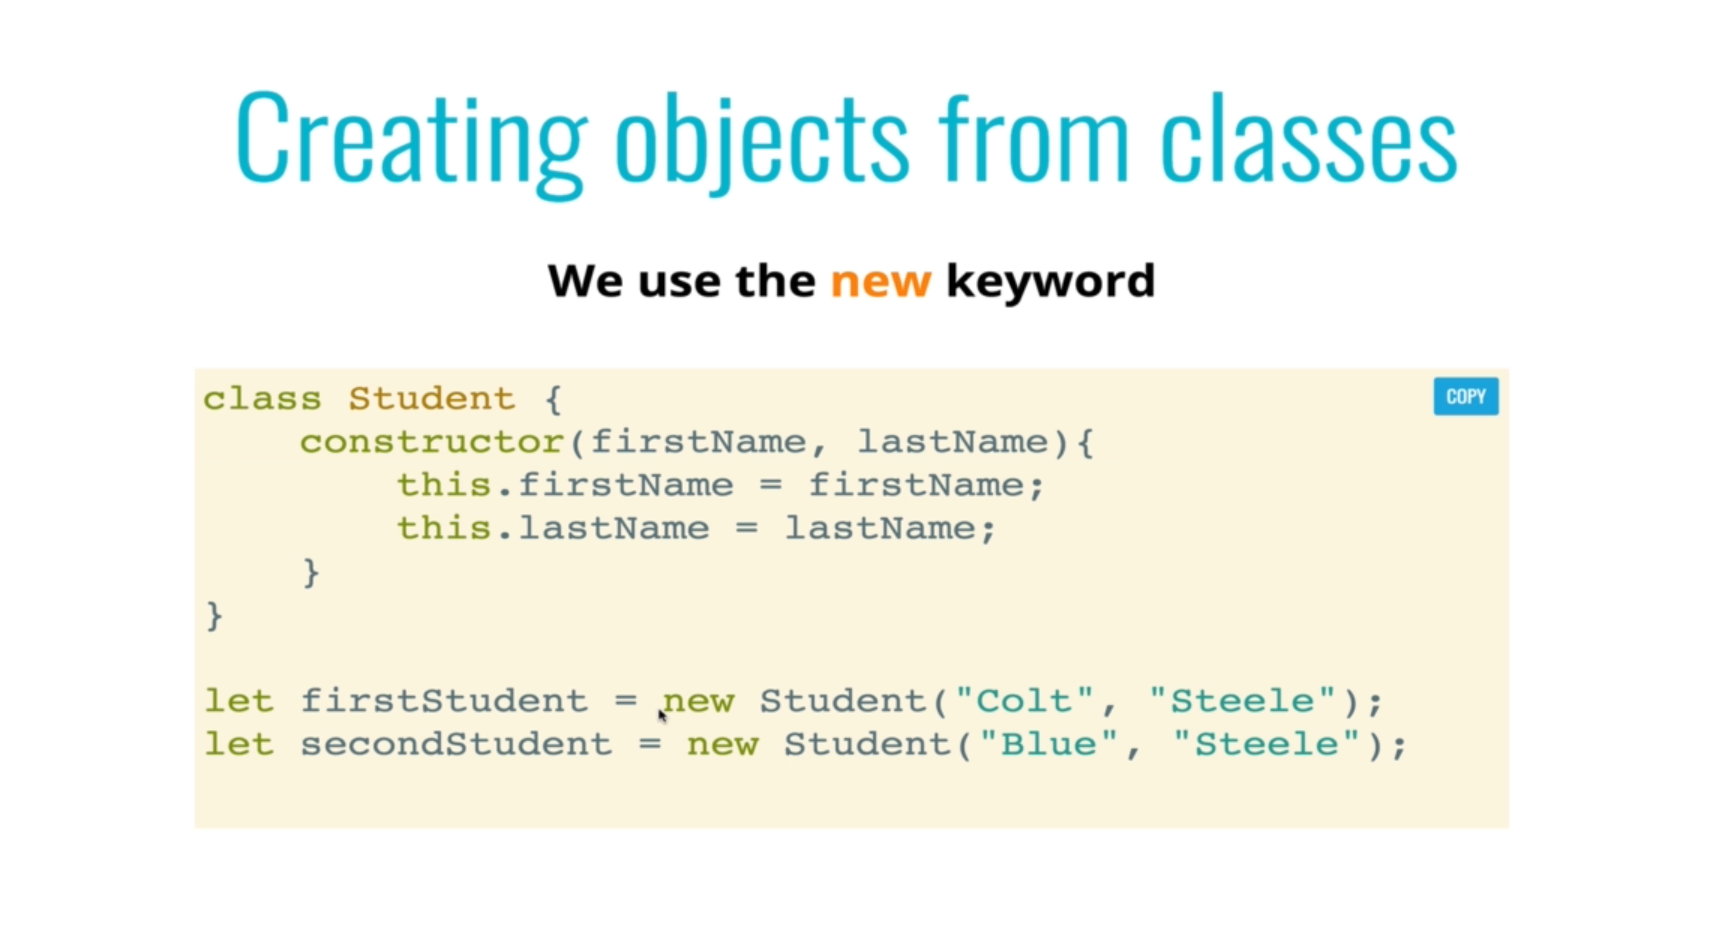 Creating objects from classes
We use the new keyword
COPY
class Student {
    constructor(firstName, lastName){
        this.firstName = firstName;
        this.lastName = lastName;
    }
}
let firstStudent = new Student("Colt", "Steele");
let secondStudent = new Student("Blue", "Steele");